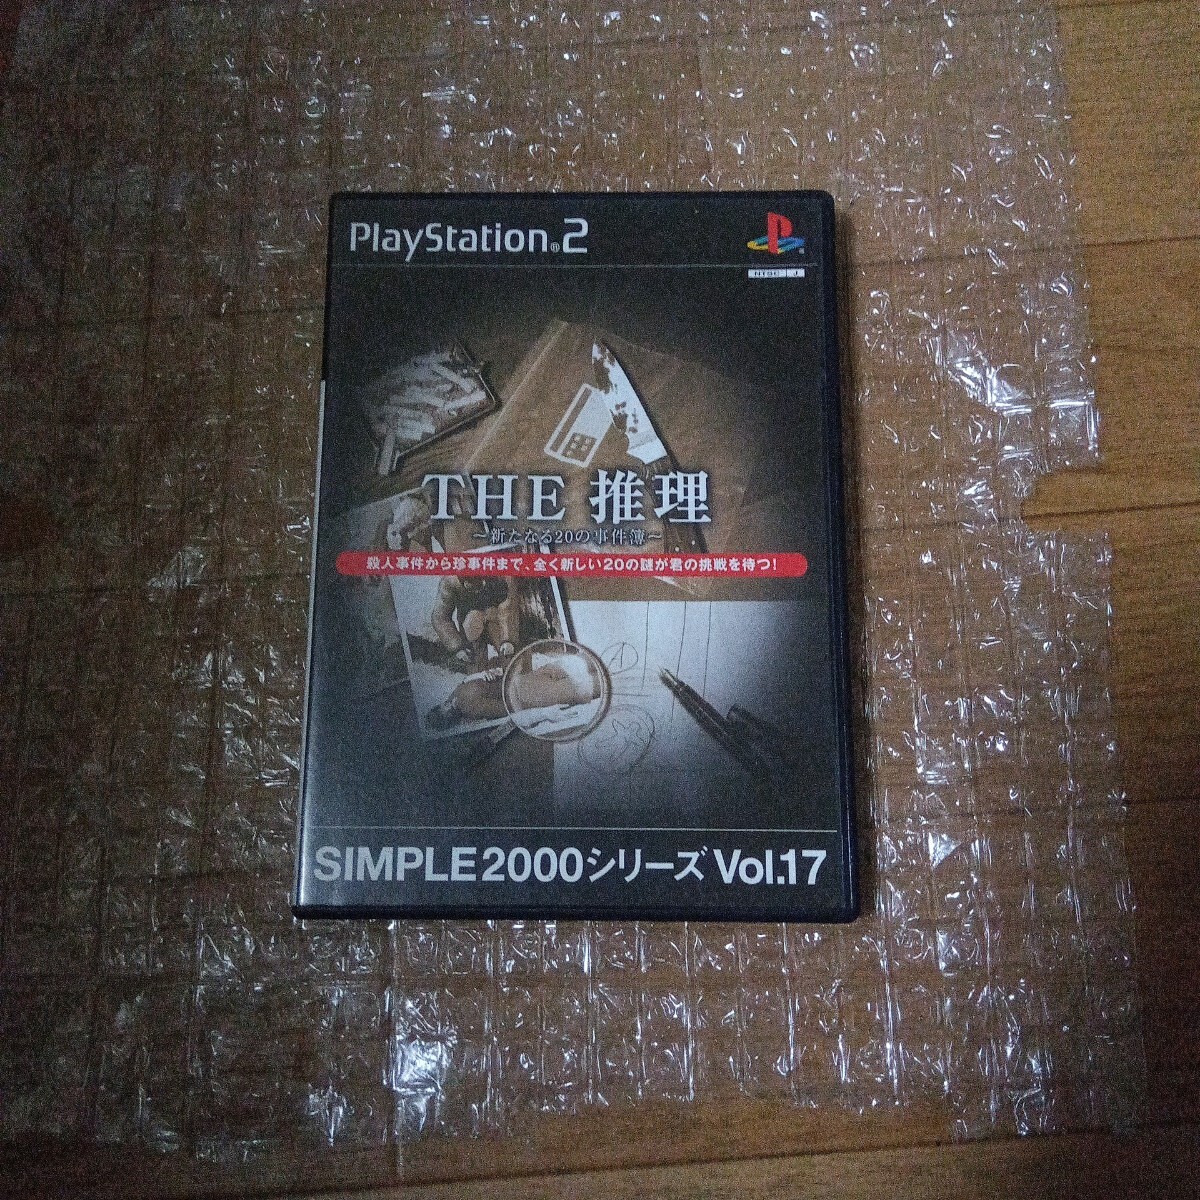 PlayStation®2
NTSC J
THE 推理
～新たなる20の事件簿～
殺人事件から珍事件まで、全く新しい20の謎が君の挑戦を待つ!
A
SIMPLE2000シリーズ Vol.17